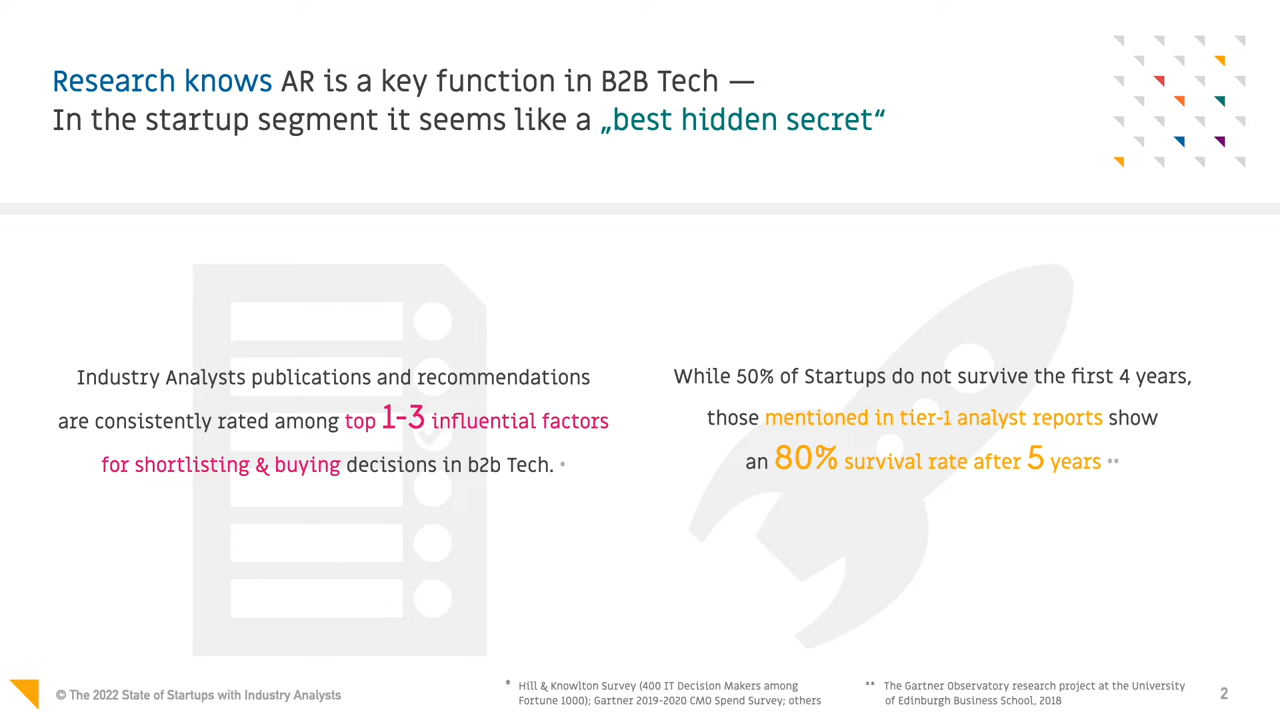 Research knows AR is a key function in B2B Tech —
In the startup segment it seems like a „best hidden secret“
Industry Analysts publications and recommendations
are consistently rated among top 1-3 influential factors
for shortlisting & buying decisions in b2b Tech. *
While 50% of Startups do not survive the first 4 years,
those mentioned in tier-1 analyst reports show
an 80% survival rate after 5 years **
© The 2022 State of Startups with Industry Analysts
* Hill & Knowlton Survey (400 IT Decision Makers among
Fortune 1000); Gartner 2019-2020 CMO Spend Survey; others
** The Gartner Observatory research project at the University
of Edinburgh Business School, 2018
2